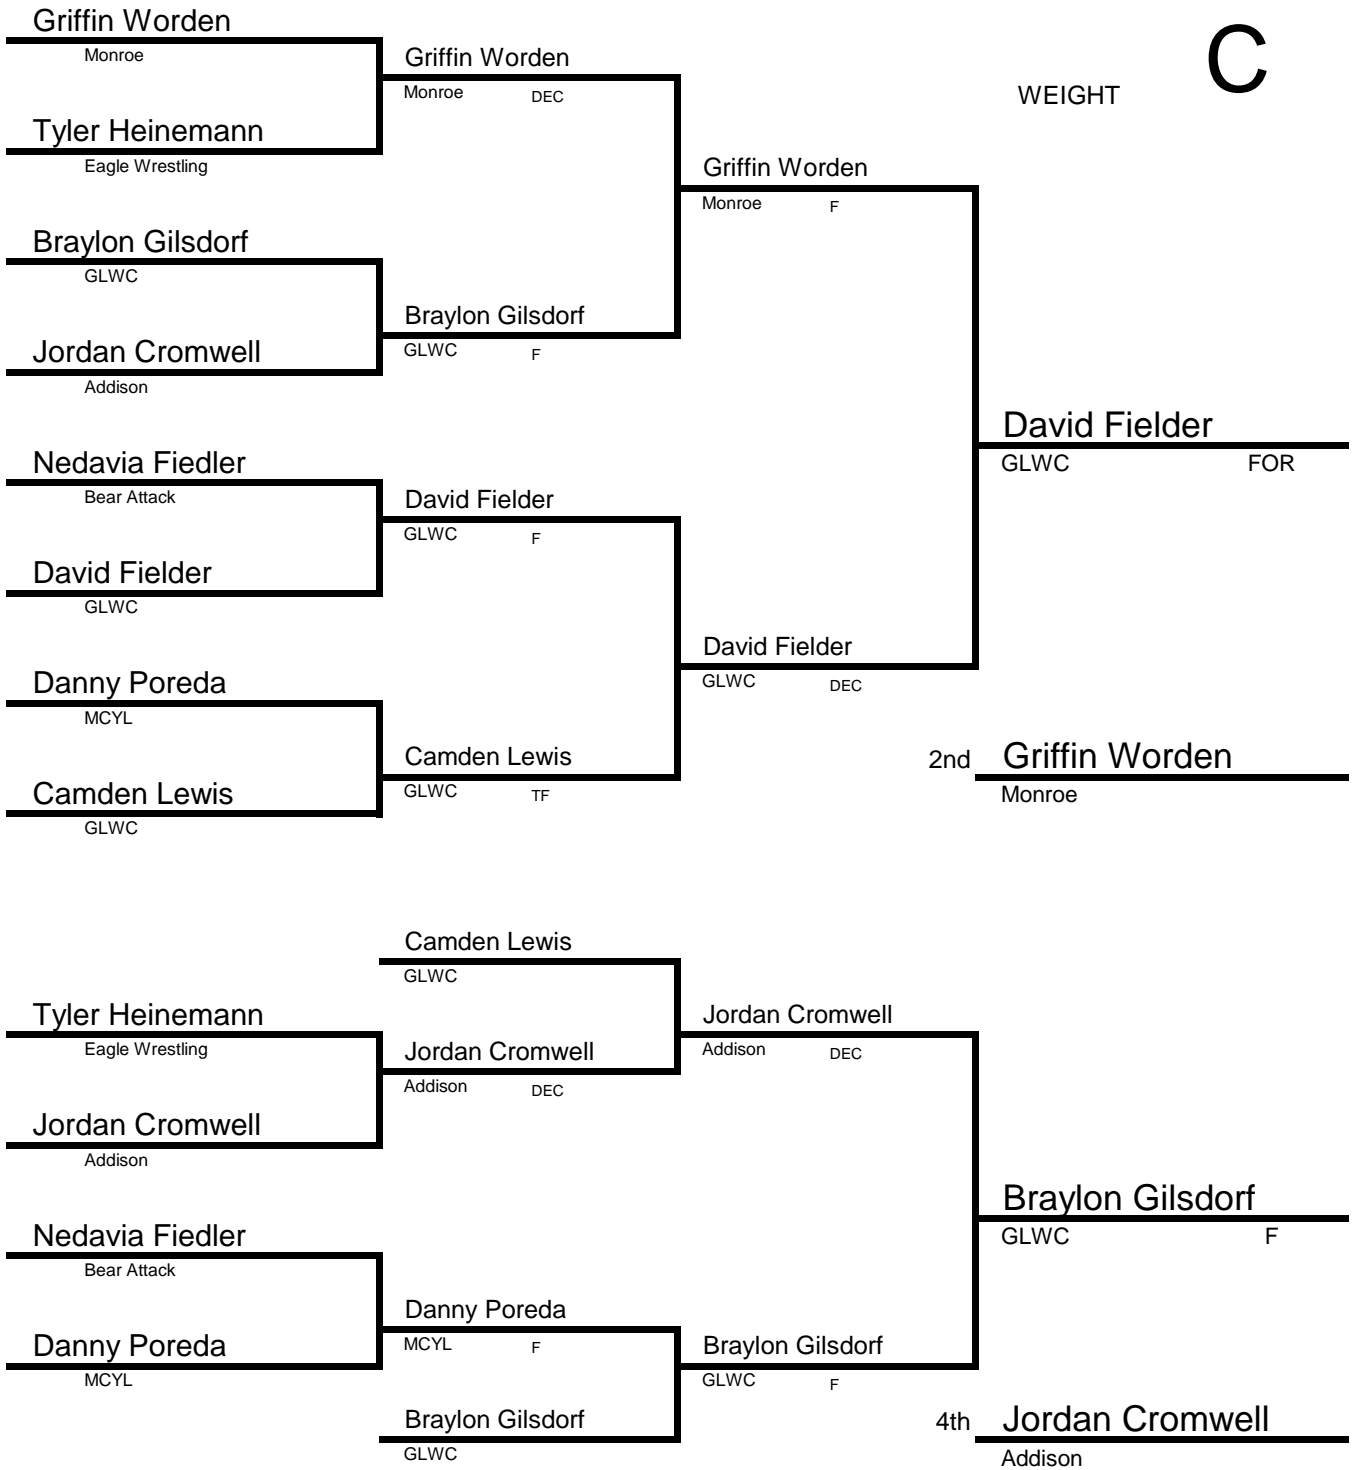 Griffin Worden
Monroe
Griffin Worden
Monroe DEC
C
WEIGHT
Tyler Heinemann
Eagle Wrestling
Griffin Worden
Monroe F
Braylon Gilsdorf
GLWC
Braylon Gilsdorf
GLWC F
Jordan Cromwell
Addison
David Fielder
GLWC FOR
Nedavia Fiedler
Bear Attack
David Fielder
GLWC F
David Fielder
GLWC
David Fielder
GLWC DEC
Danny Poreda
MCYL
Camden Lewis
GLWC TF
2nd Griffin Worden
Monroe
Camden Lewis
GLWC
Camden Lewis
GLWC
Tyler Heinemann
Eagle Wrestling
Jordan Cromwell
Addison DEC
Jordan Cromwell
Addison DEC
Jordan Cromwell
Addison
Braylon Gilsdorf
GLWC F
Nedavia Fiedler
Bear Attack
Danny Poreda
MCYL F
Danny Poreda
MCYL
Braylon Gilsdorf
GLWC F
Braylon Gilsdorf
GLWC
4th Jordan Cromwell
Addison